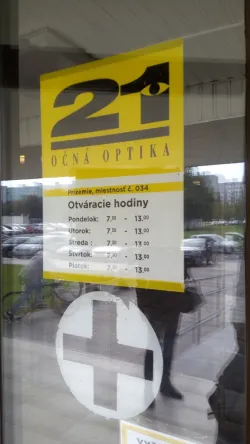 21
OČNÁ OPTIKA
Prízemie, miestnosť č. 034
Otváracie hodiny
Pondelok: 7,30 - 13,00
Utorok: 7,30 - 13,00
Streda : 7,30 - 13,00
Štvrtok: 7,30 - 13,00
Piatok: 7,30 - 13,00